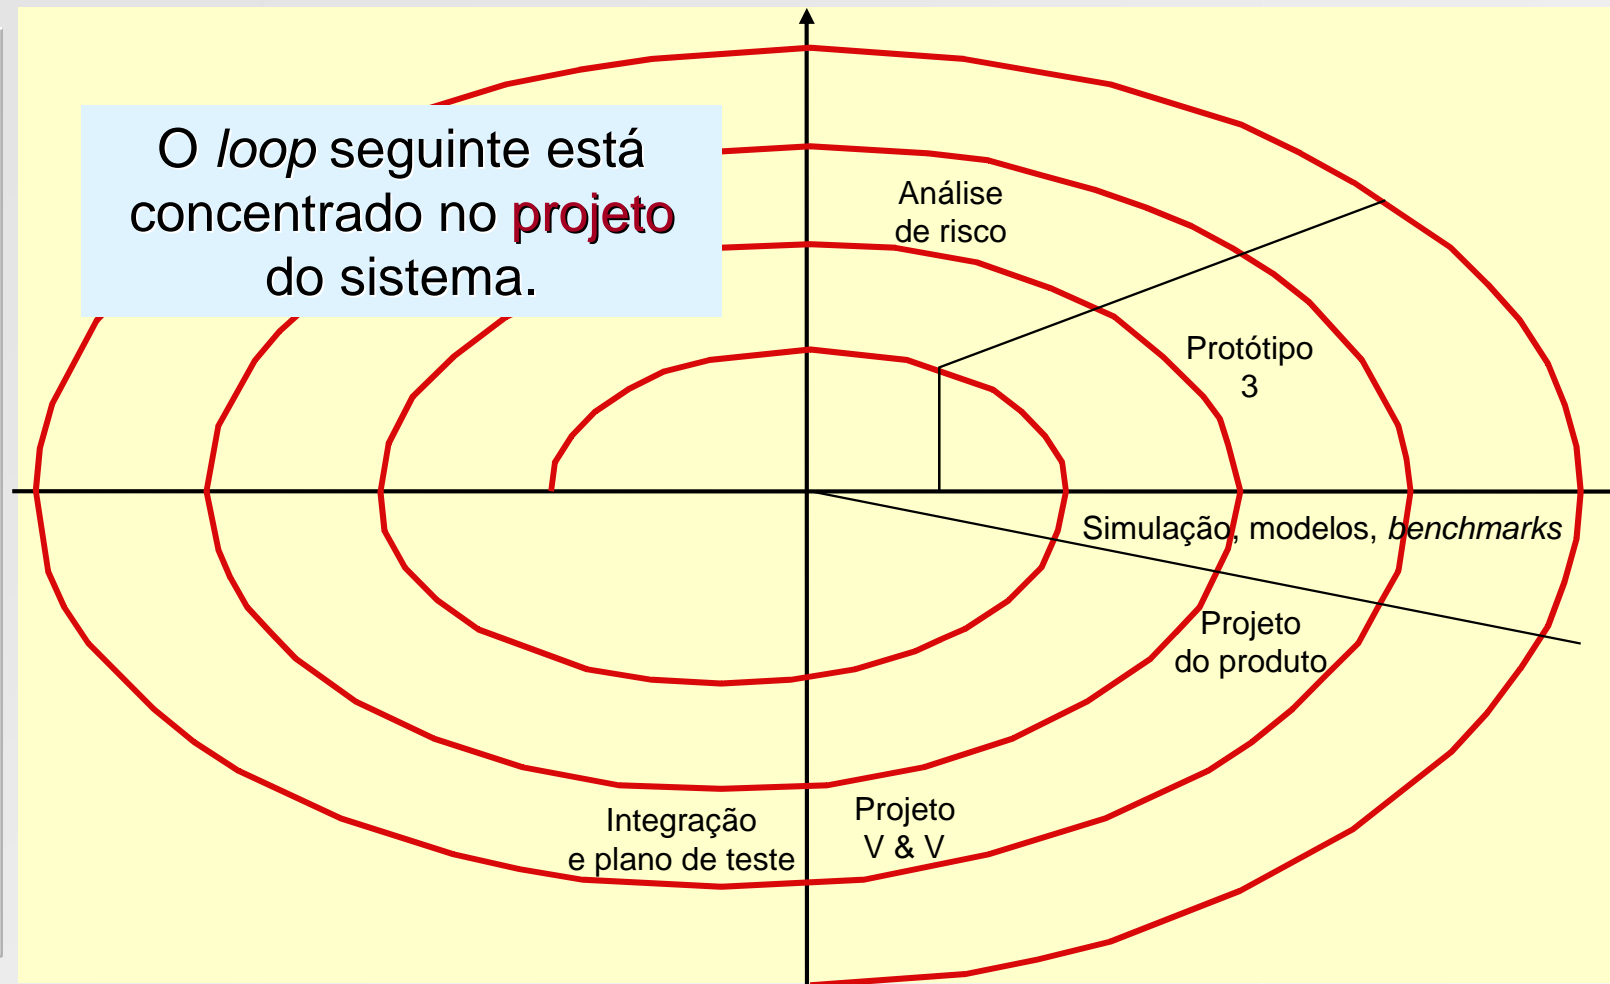 O loop seguinte está
concentrado no projeto
do sistema.
Análise
de risco
Protótipo
3
Simulação, modelos, benchmarks
Projeto
do produto
Projeto
V & V
Integração
e plano de teste